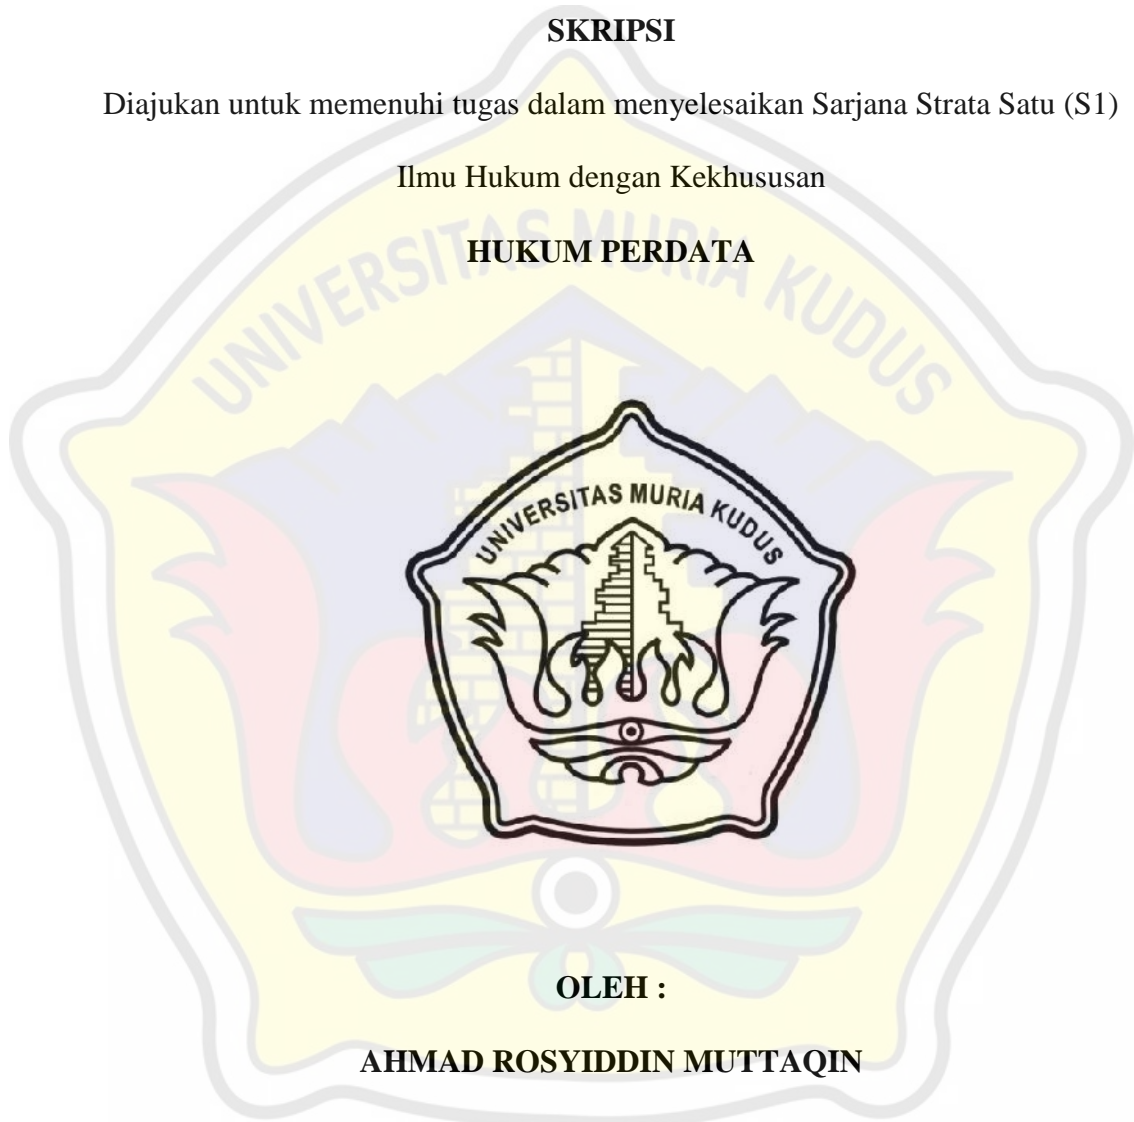 SKRIPSI
Diajukan untuk memenuhi tugas dalam menyelesaikan Sarjana Strata Satu (S1)
Ilmu Hukum dengan Kekhususan
HUKUM PERDATA
UNIVERSITAS MURIA KUDUS
UNIVERSITAS MURIA KUDUS
OLEH :
AHMAD ROSYIDDIN MUTTAQIN